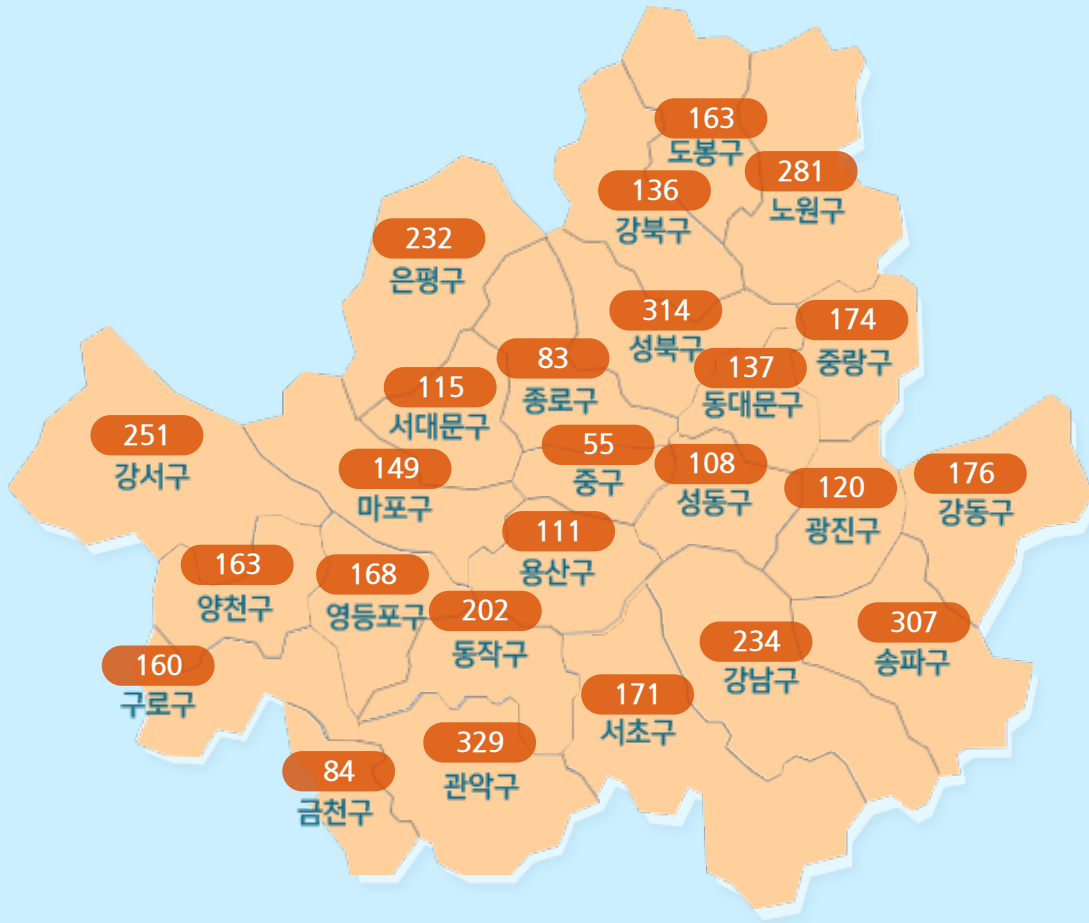 163
도봉구
281
노원구
136
강북구
232
은평구
314
성북구
174
중랑구
83
종로구
137
동대문구
115
서대문구
251
강서구
55
중구
149
마포구
108
성동구
120
광진구
176
강동구
111
용산구
163
양천구
168
영등포구
202
동작구
307
송파구
234
강남구
160
구로구
171
서초구
329
관악구
84
금천구